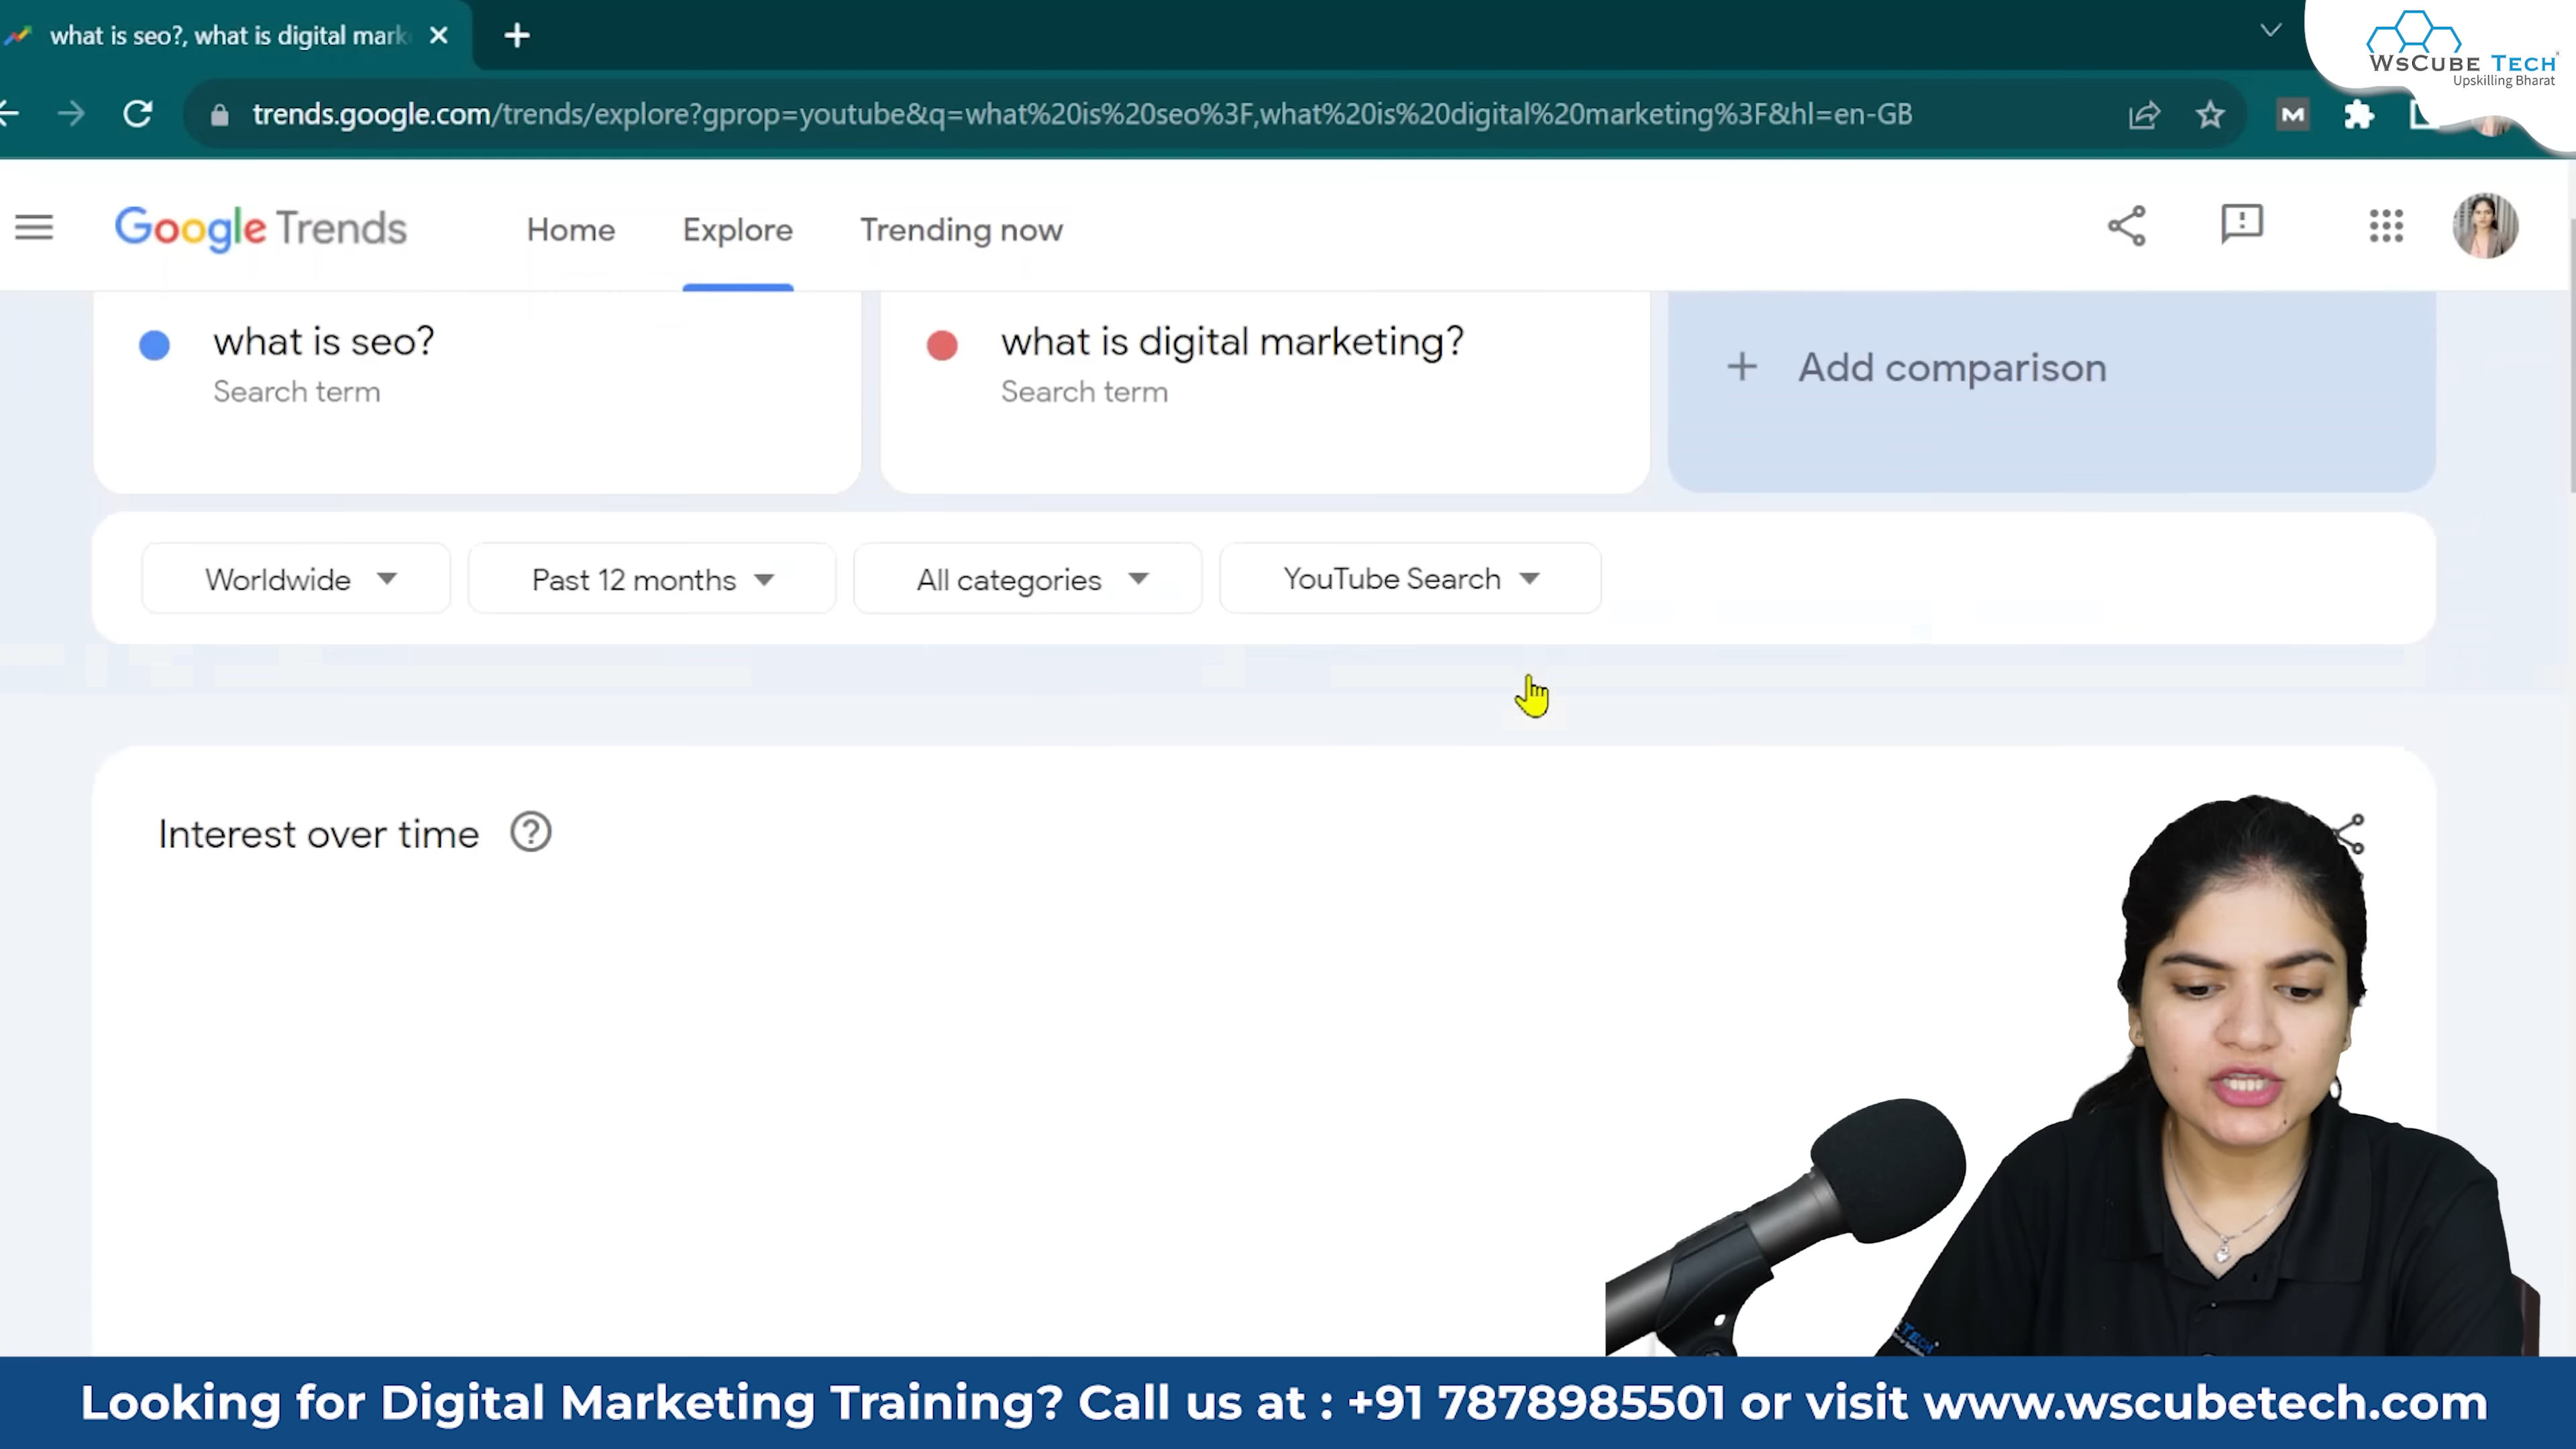 what is seo?, what is digital mark
WsCube Tech
Upskilling Bharat
trends.google.com/trends/explore?gprop=youtube&q=what%20is%20seo%3F,what%20is%20digital%20marketing%3F&hl=en-GB
M
Google Trends
Home
Explore
Trending now
what is seo?
Search term
what is digital marketing?
Search term
+ Add comparison
Worldwide
Past 12 months
All categories
YouTube Search
Interest over time
Tech
Looking for Digital Marketing Training? Call us at : +91 7878985501 or visit www.wscubetech.com